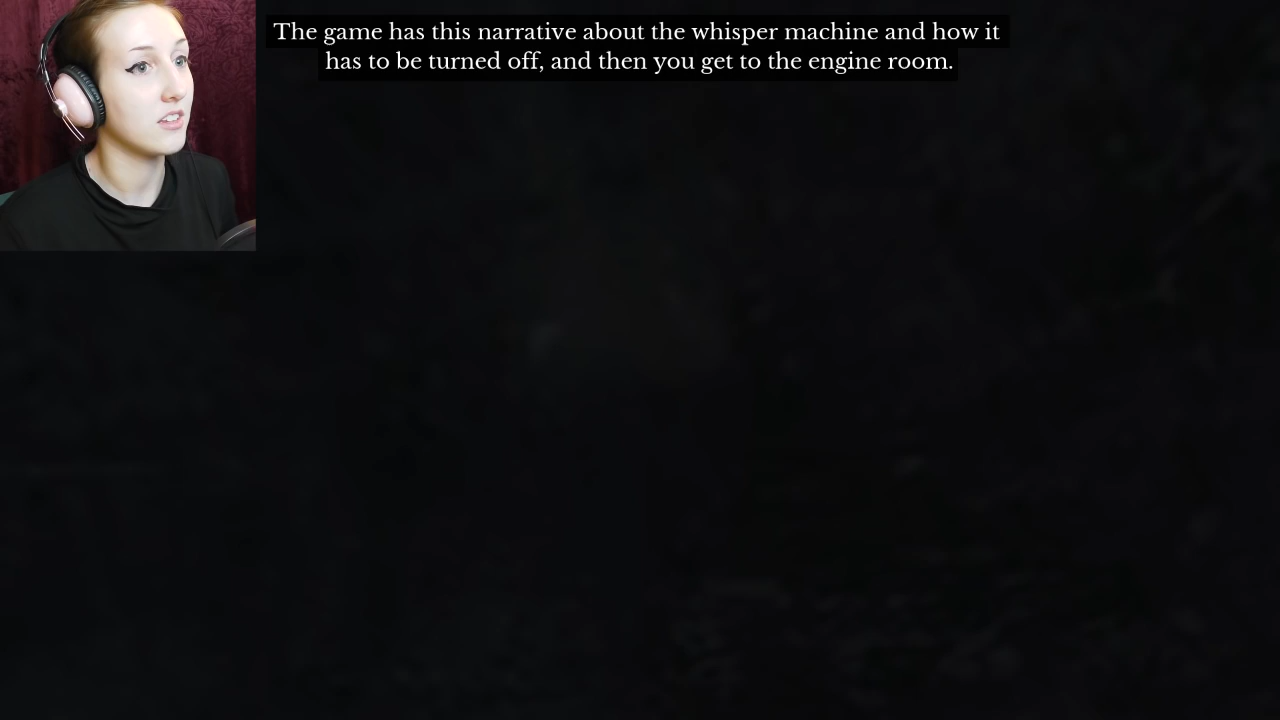 The game has this narrative about the whisper machine and how it
has to be turned off, and then you get to the engine room.